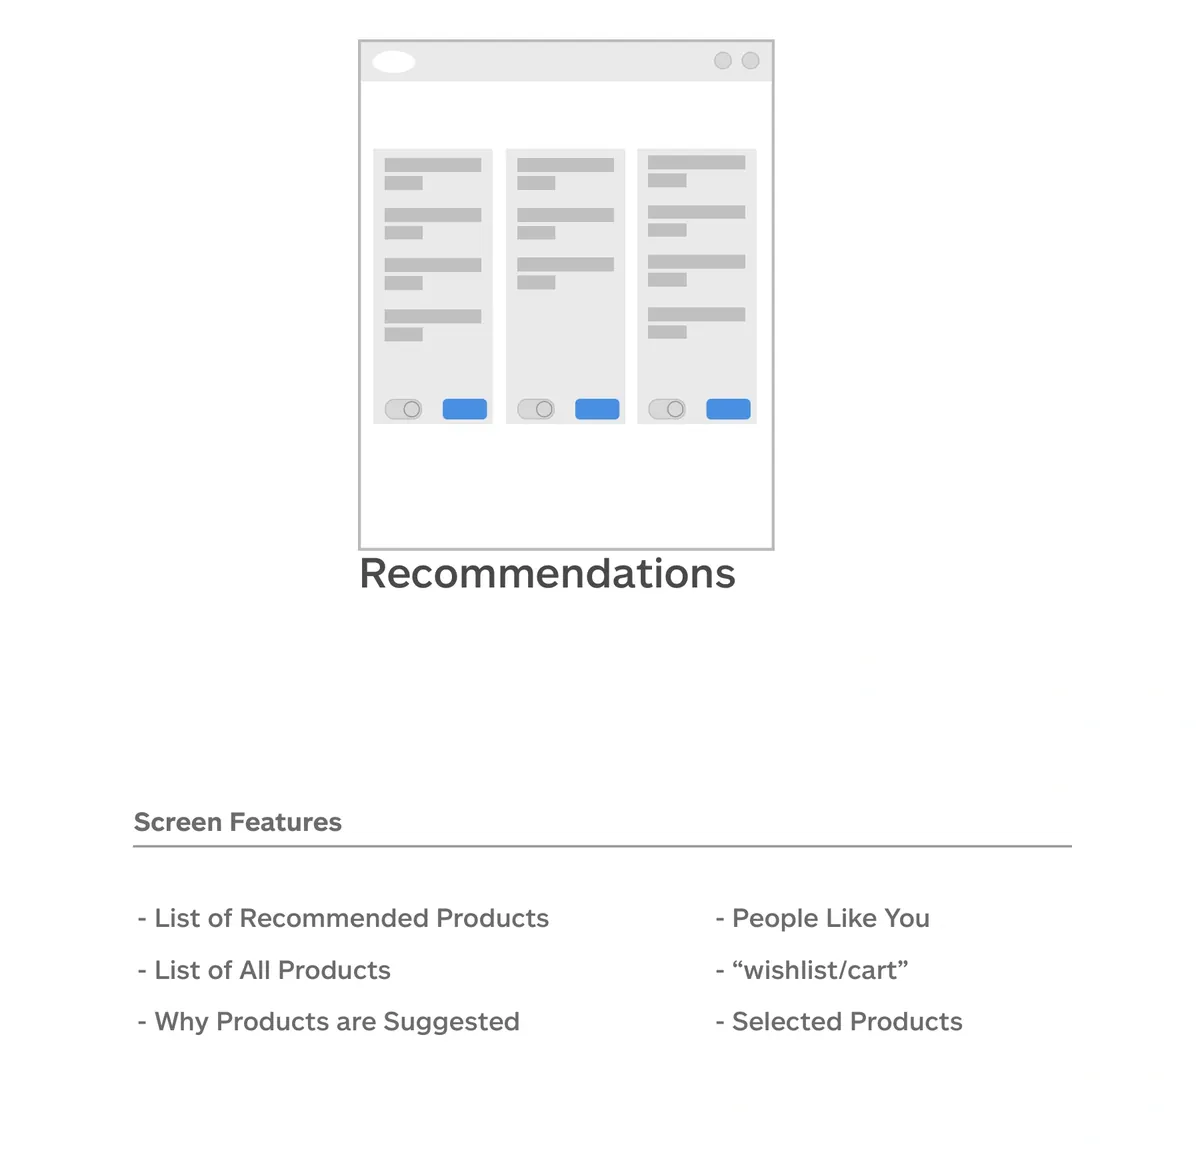 Recommendations
Screen Features
- List of Recommended Products
- List of All Products
- Why Products are Suggested
- People Like You
- “wishlist/cart”
- Selected Products